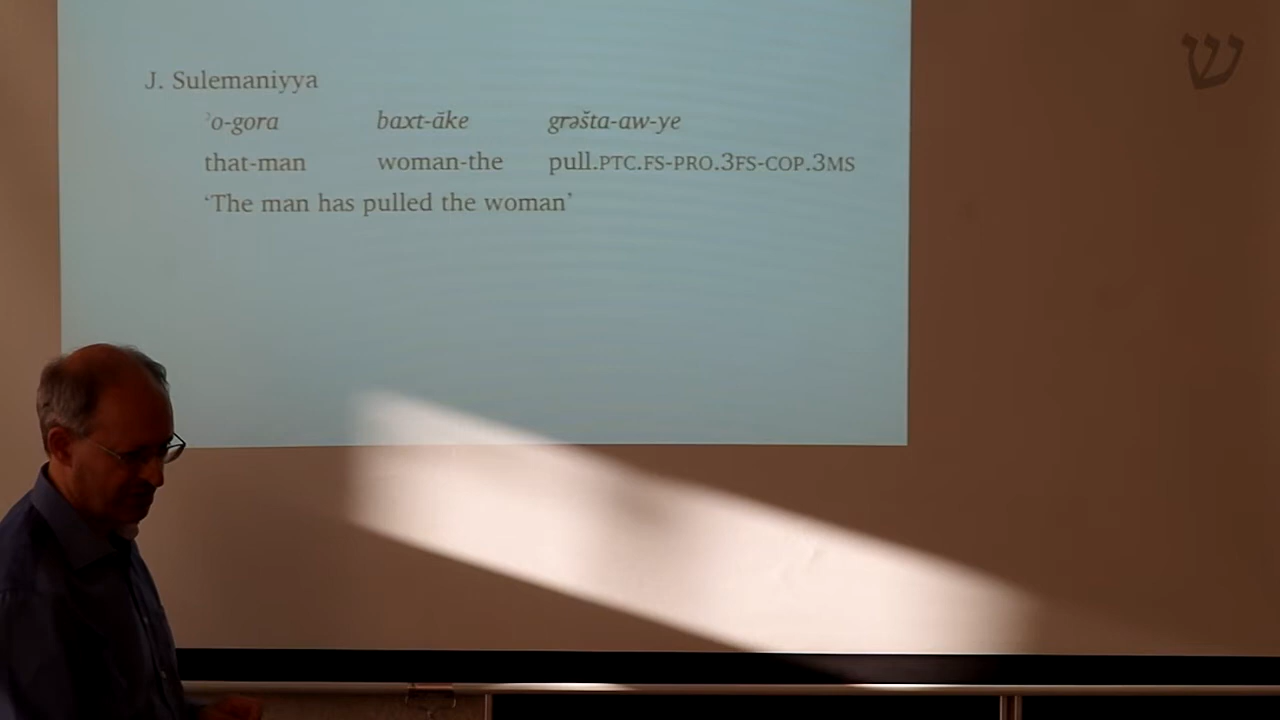 J. Sulemaniyya
ʾo-gora baxt-ăke grəšta-aw-ye
that-man woman-the pull.PTC.FS-PRO.3FS-COP.3MS
‘The man has pulled the woman’
ש